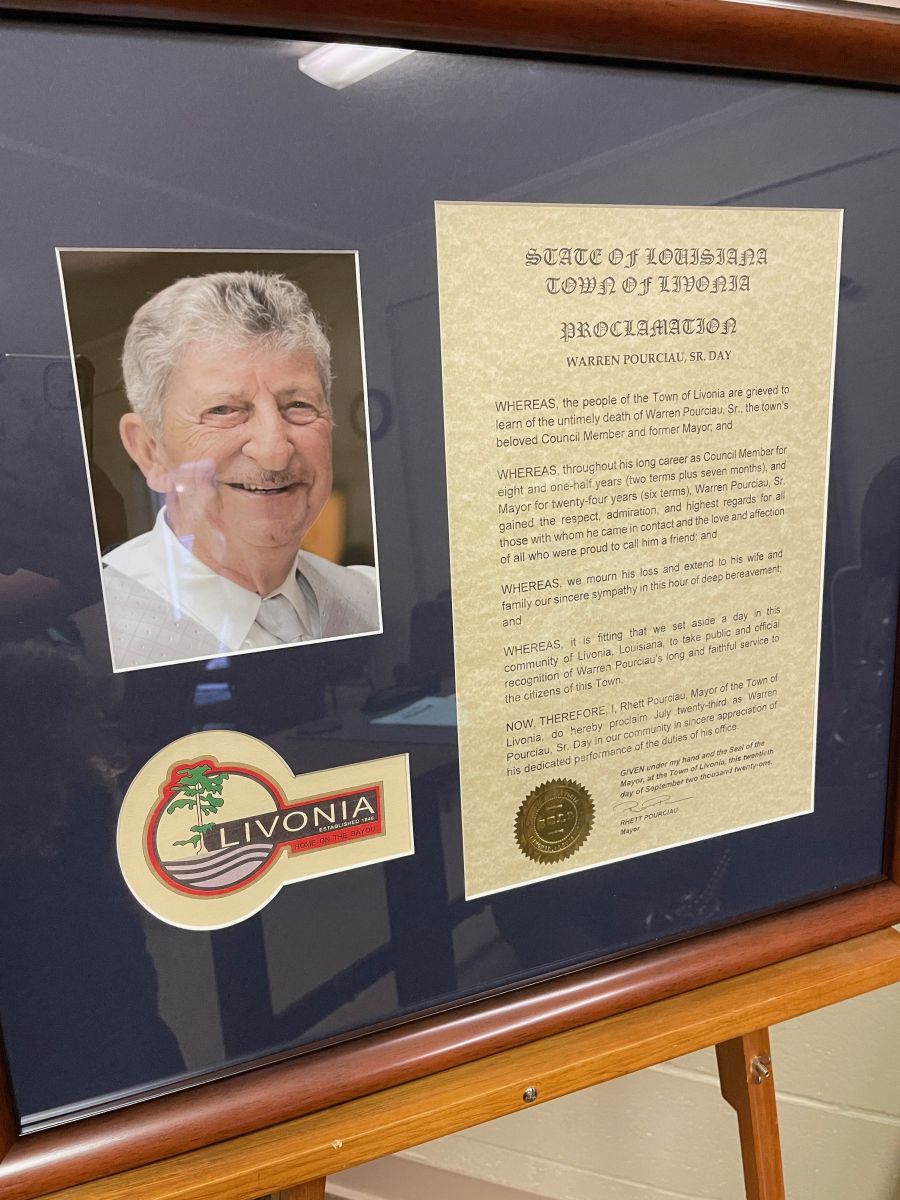 STATE OF LOUISIANA
TOWN OF LIVONIA
PROCLAMATION
WARREN POURCIAU, SR. DAY
WHEREAS, the people of the Town of Livonia are grieved to
learn of the untimely death of Warren Pourciau, Sr., the town's
beloved Council Member and former Mayor; and
WHEREAS, throughout his long career as Council Member for
eight and one-half years (two terms plus seven months), and
Mayor for twenty-four years (six terms), Warren Pourciau, Sr.
gained the respect, admiration, and highest regards for all
those with whom he came in contact and the love and affection
of all who were proud to call him a friend; and
WHEREAS, we mourn his loss and extend to his wife and
family our sincere sympathy in this hour of deep bereavement;
and
WHEREAS, it is fitting that we set aside a day in this
community of Livonia, Louisiana, to take public and official
recognition of Warren Pourciau's long and faithful service to
the citizens of this Town.
NOW, THEREFORE, I, Rhett Pourciau, Mayor of the Town of
Livonia, do hereby proclaim July twenty-third as Warren
Pourciau, Sr. Day in our community in sincere appreciation of
his dedicated performance of the duties of his office.
GIVEN under my hand and the Seal of the
Mayor, at the Town of Livonia, this twentieth
day of September two thousand twenty-one.
RHETT POURCIAU
Mayor
LIVONIA
ESTABLISHED 1846
HOME ON THE BAYOU